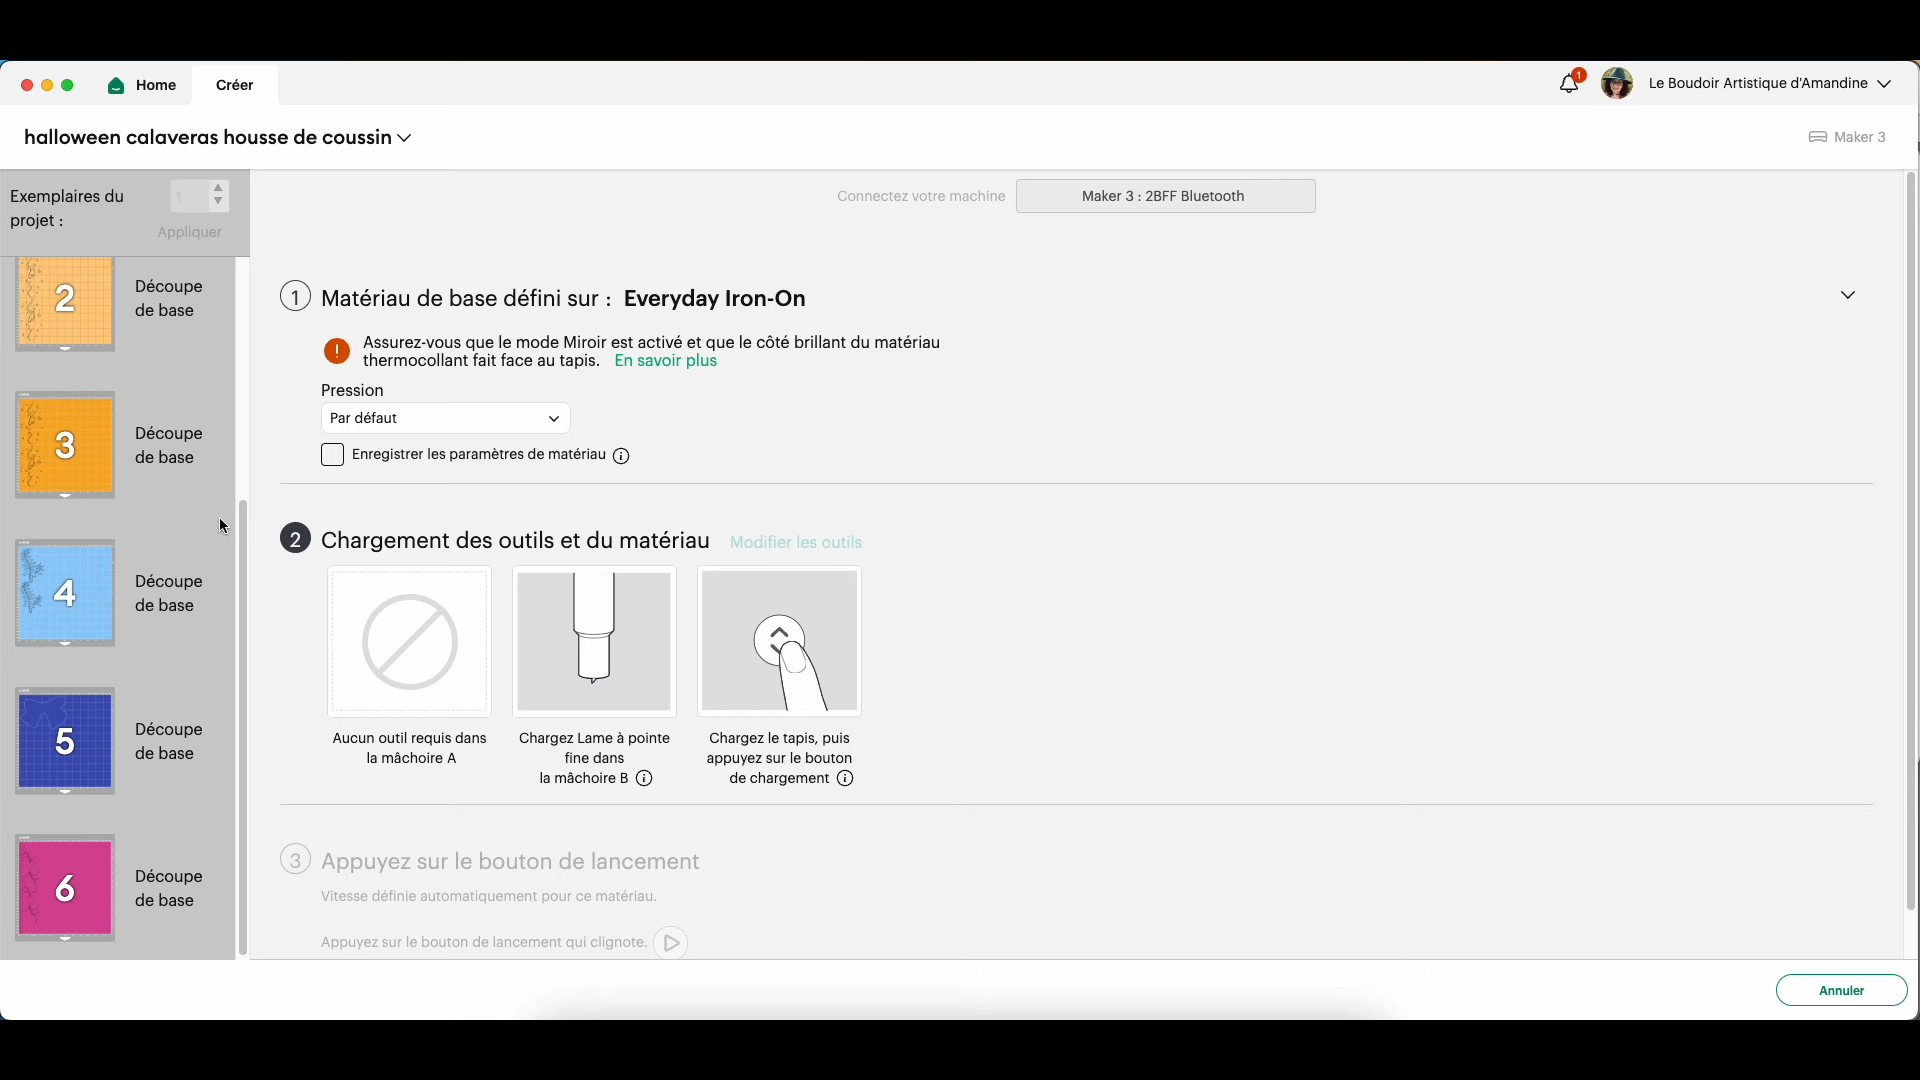 Home
Créer
1
Le Boudoir Artistique d'Amandine
halloween calaveras housse de coussin
Maker 3
Exemplaires du
projet :
1
Appliquer
Connectez votre machine
Maker 3 : 2BFF Bluetooth
2
Découpe
de base
3
Découpe
de base
4
Découpe
de base
5
Découpe
de base
6
Découpe
de base
1 Matériau de base défini sur : Everyday Iron-On
! Assurez-vous que le mode Miroir est activé et que le côté brillant du matériau
thermocollant fait face au tapis. En savoir plus
Pression
Par défaut
Enregistrer les paramètres de matériau
2 Chargement des outils et du matériau Modifier les outils
Aucun outil requis dans
la mâchoire A
Chargez Lame à pointe
fine dans
la mâchoire B
Chargez le tapis, puis
appuyez sur le bouton
de chargement
3 Appuyez sur le bouton de lancement
Vitesse définie automatiquement pour ce matériau.
Appuyez sur le bouton de lancement qui clignote.
Annuler